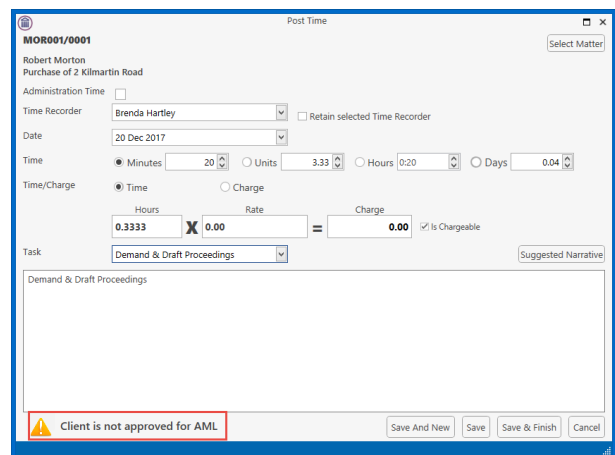 Post Time
MOR001/0001
Select Matter
Robert Morton
Purchase of 2 Kilmartin Road
Administration Time
Time Recorder Brenda Hartley Retain selected Time Recorder
Date 20 Dec 2017
Time Minutes 20 Units 3.33 Hours 0:20 Days 0.04
Time/Charge Time Charge
Hours Rate Charge
0.3333 X 0.00 = 0.00 Is Chargeable
Task Demand & Draft Proceedings Suggested Narrative
Demand & Draft Proceedings
Client is not approved for AML Save And New Save Save & Finish Cancel